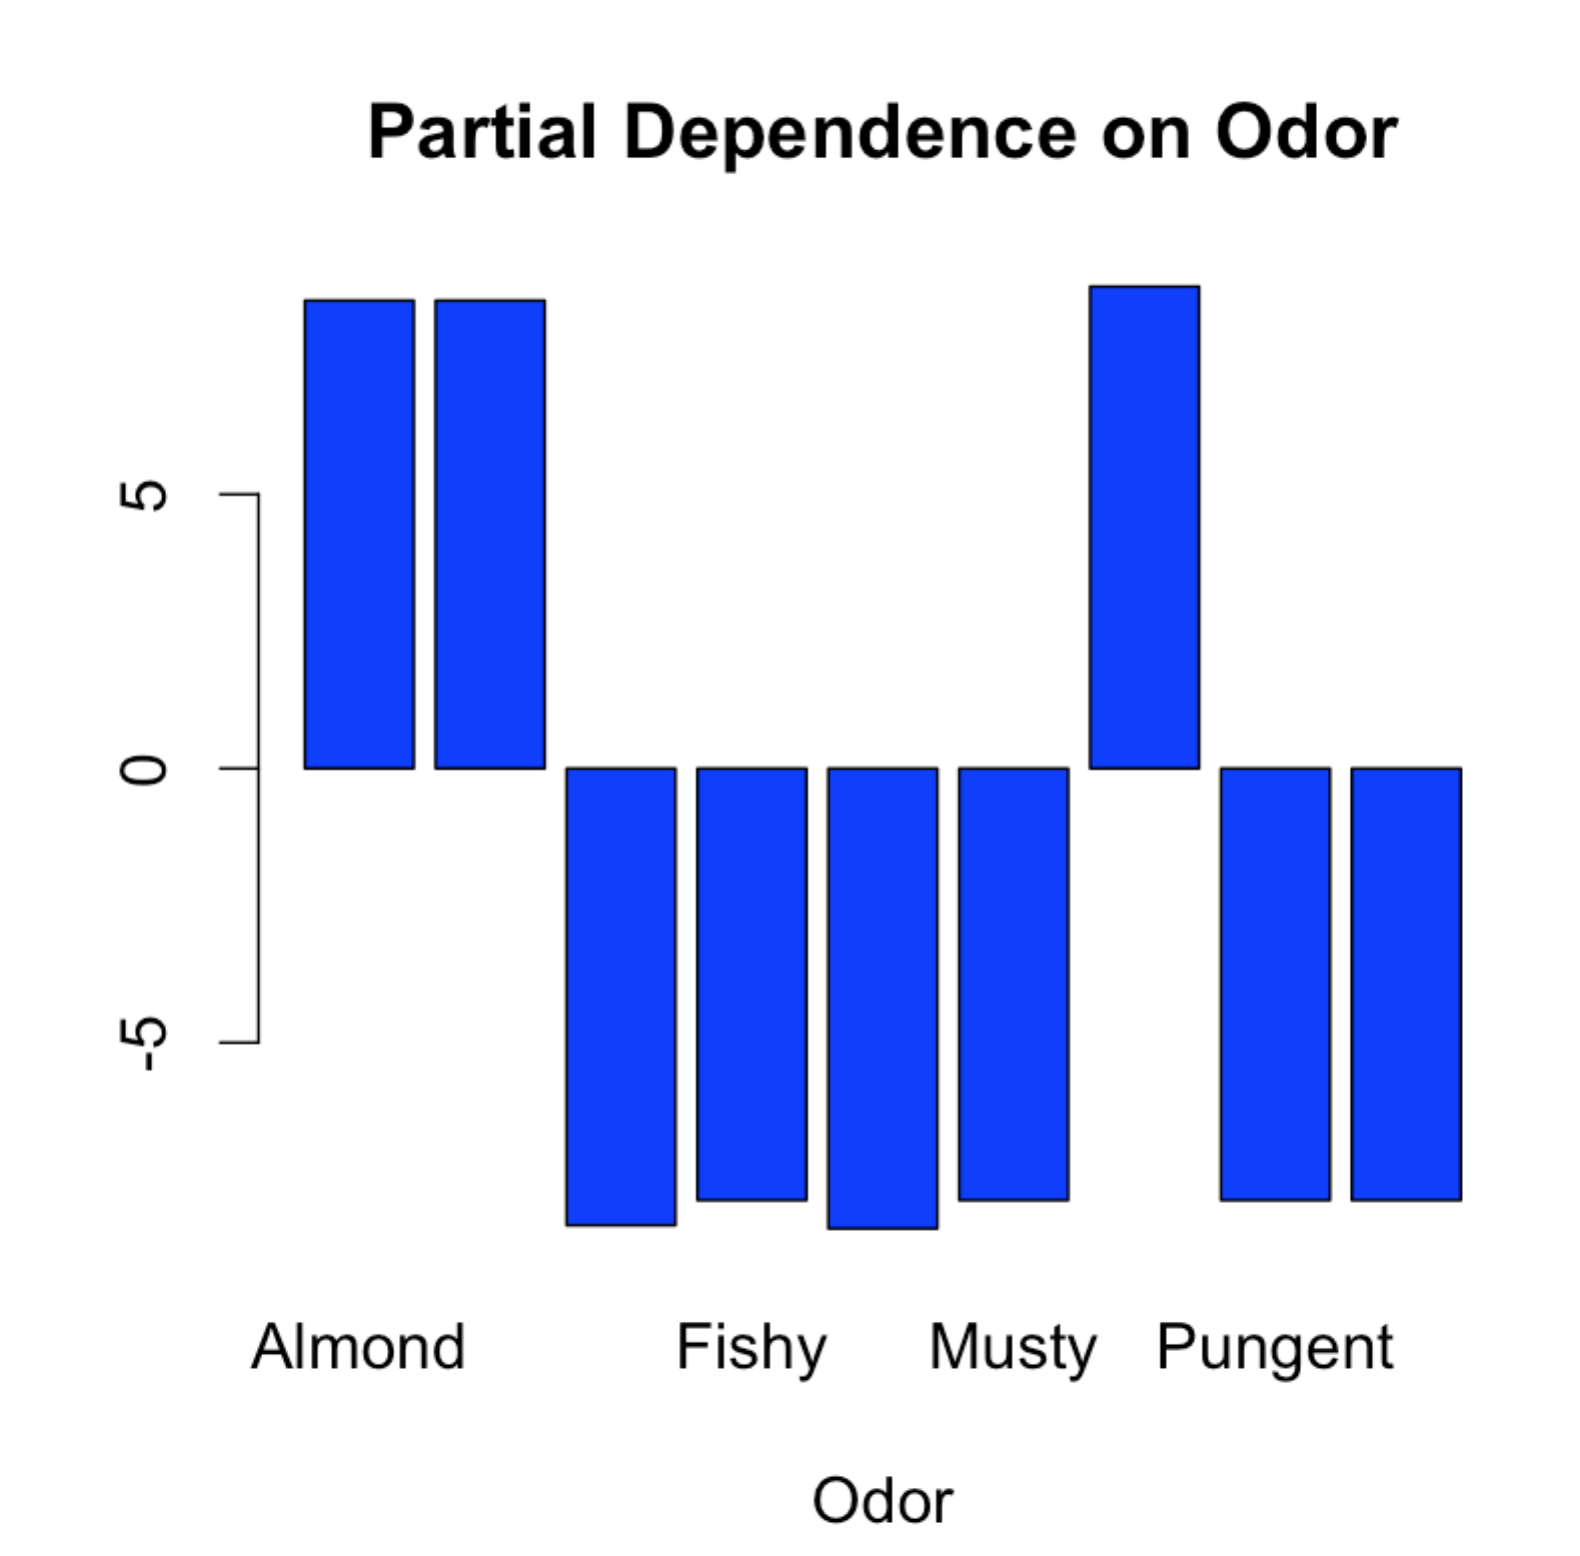 Partial Dependence on Odor
5
0
-5
Almond Fishy Musty Pungent
Odor